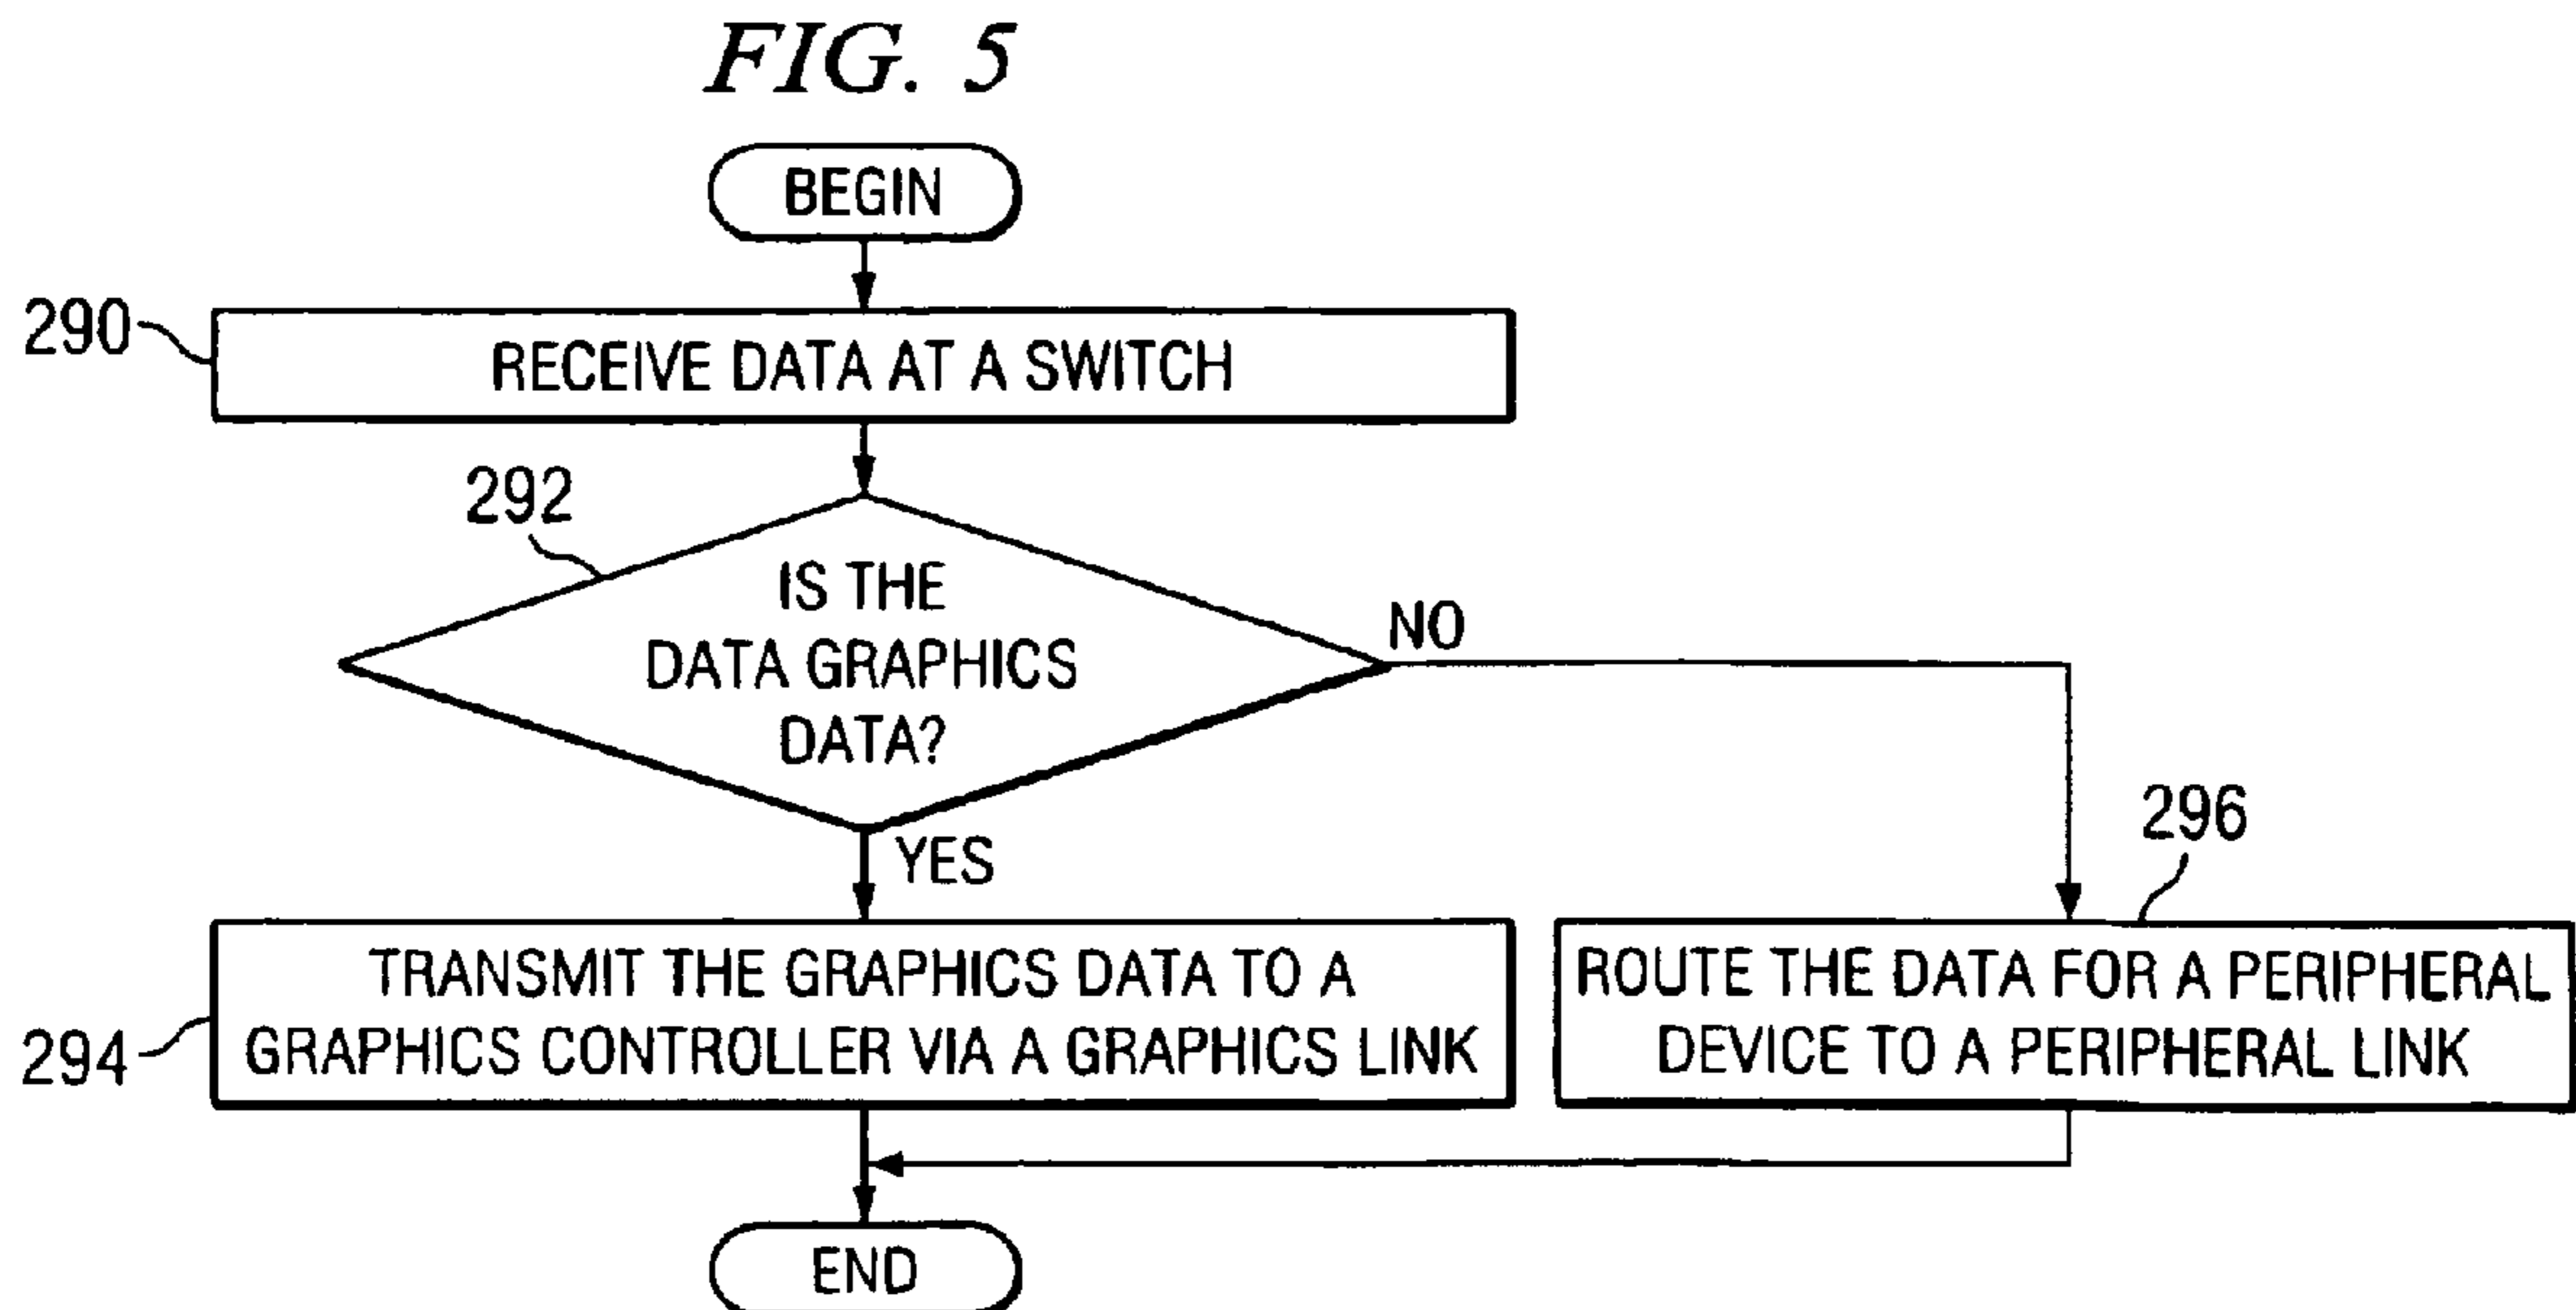 FIG. 5
BEGIN
290
RECEIVE DATA AT A SWITCH
292
IS THE
DATA GRAPHICS
DATA?
NO
YES
294
TRANSMIT THE GRAPHICS DATA TO A
GRAPHICS CONTROLLER VIA A GRAPHICS LINK
296
ROUTE THE DATA FOR A PERIPHERAL
DEVICE TO A PERIPHERAL LINK
END